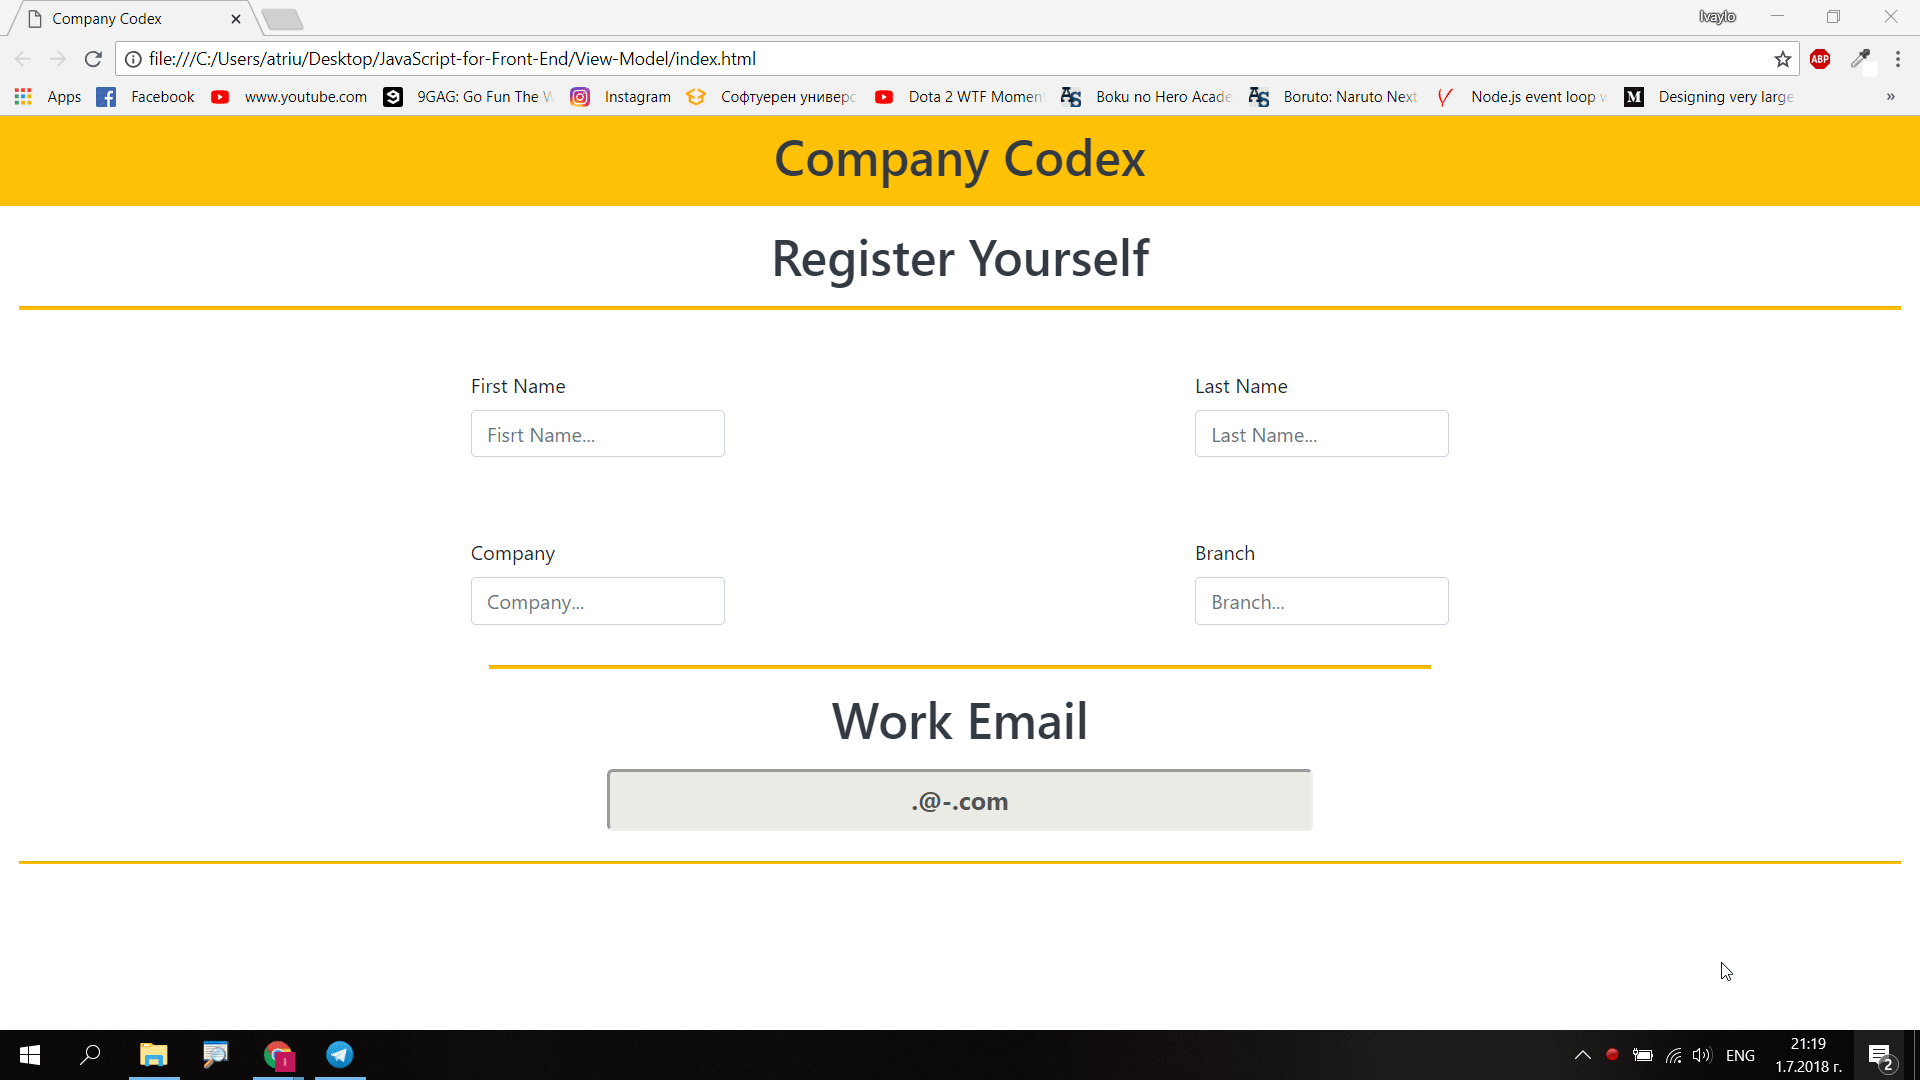 Company Codex
Ivaylo
file:///C:/Users/atriu/Desktop/JavaScript-for-Front-End/View-Model/index.html
ABP
Apps Facebook www.youtube.com 9GAG: Go Fun The Instagram Софтуерен универс Dota 2 WTF Momen Boku no Hero Acade Boruto: Naruto Next Node.js event loop M Designing very large »
Company Codex
Register Yourself
First Name Last Name
Fisrt Name... Last Name...
Company Branch
Company... Branch...
Work Email
.@-.com
ENG
21:19
1.7.2018 г.
2